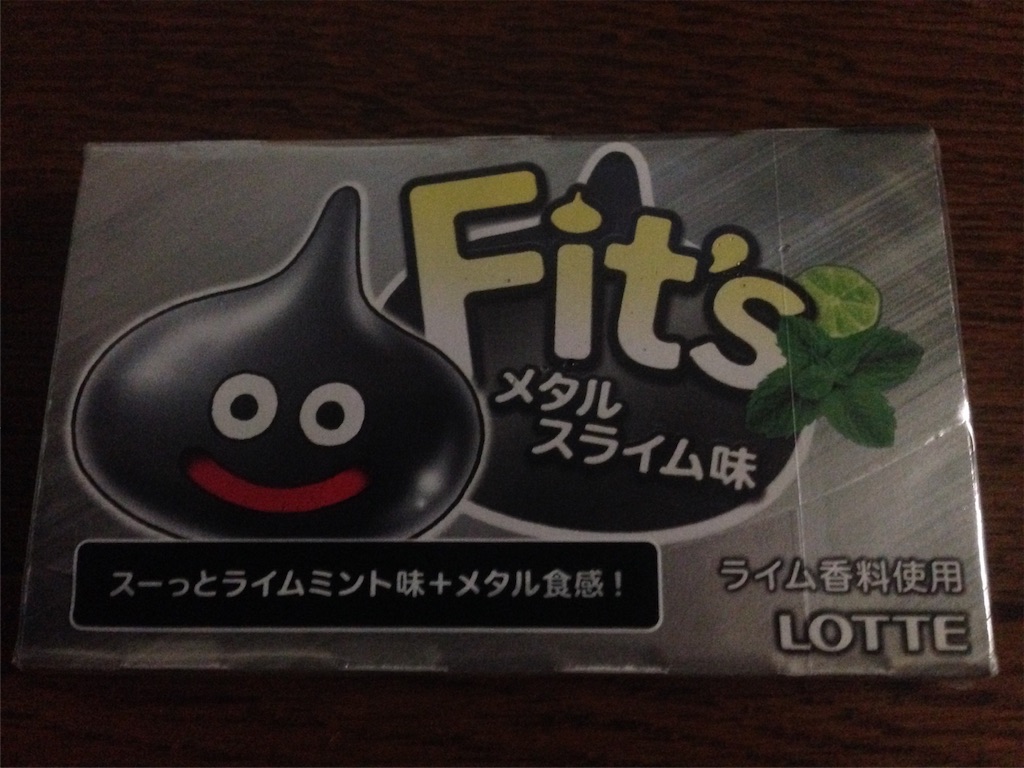 Fit's
メタル
スライム味
スーっとライムミント味+メタル食感!
ライム香料使用
LOTTE